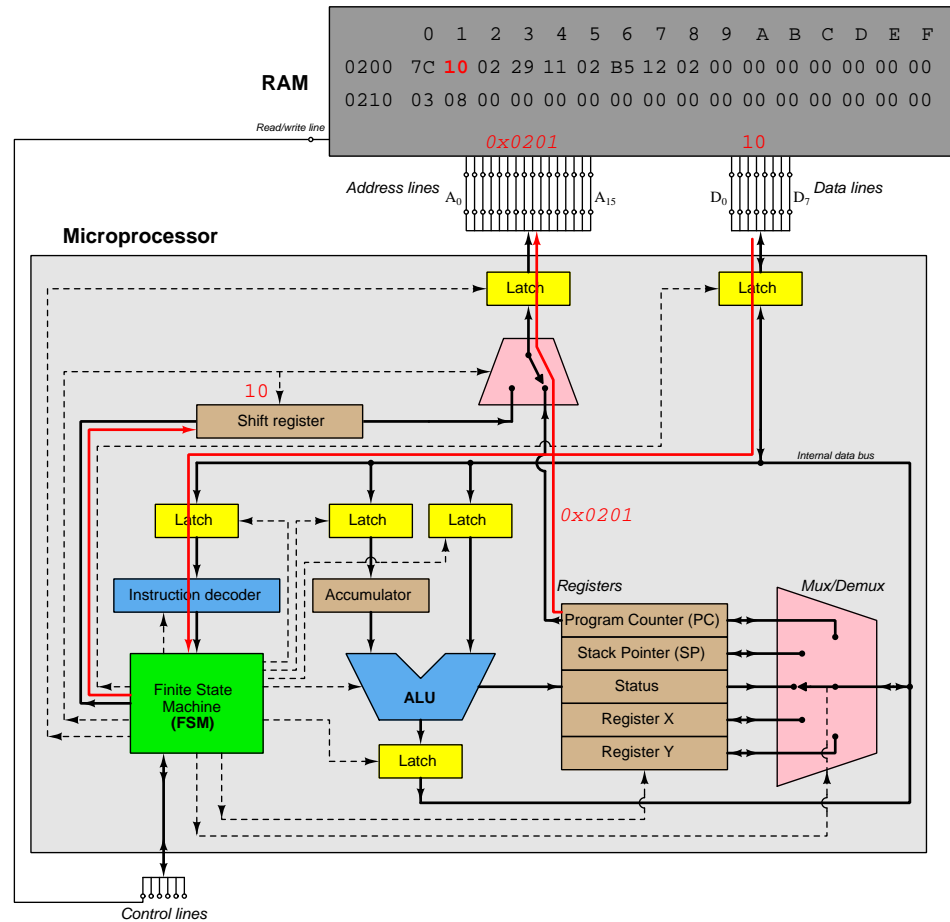 0 1 2 3 4 5 6 7 8 9 A B C D E F
0200 7C 10 02 29 11 02 B5 12 02 00 00 00 00 00 00 00
RAM
0210 03 08 00 00 00 00 00 00 00 00 00 00 00 00 00 00
Read/write line
0x0201 10
Address lines A0 A15 D0 D7 Data lines
Microprocessor
Latch Latch
10
Shift register
Internal data bus
Latch Latch Latch
0x0201
Instruction decoder Accumulator Registers Mux/Demux
Program Counter (PC)
Stack Pointer (SP)
Finite State
Machine
(FSM)
ALU
Status
Register X
Register Y
Latch
Control lines